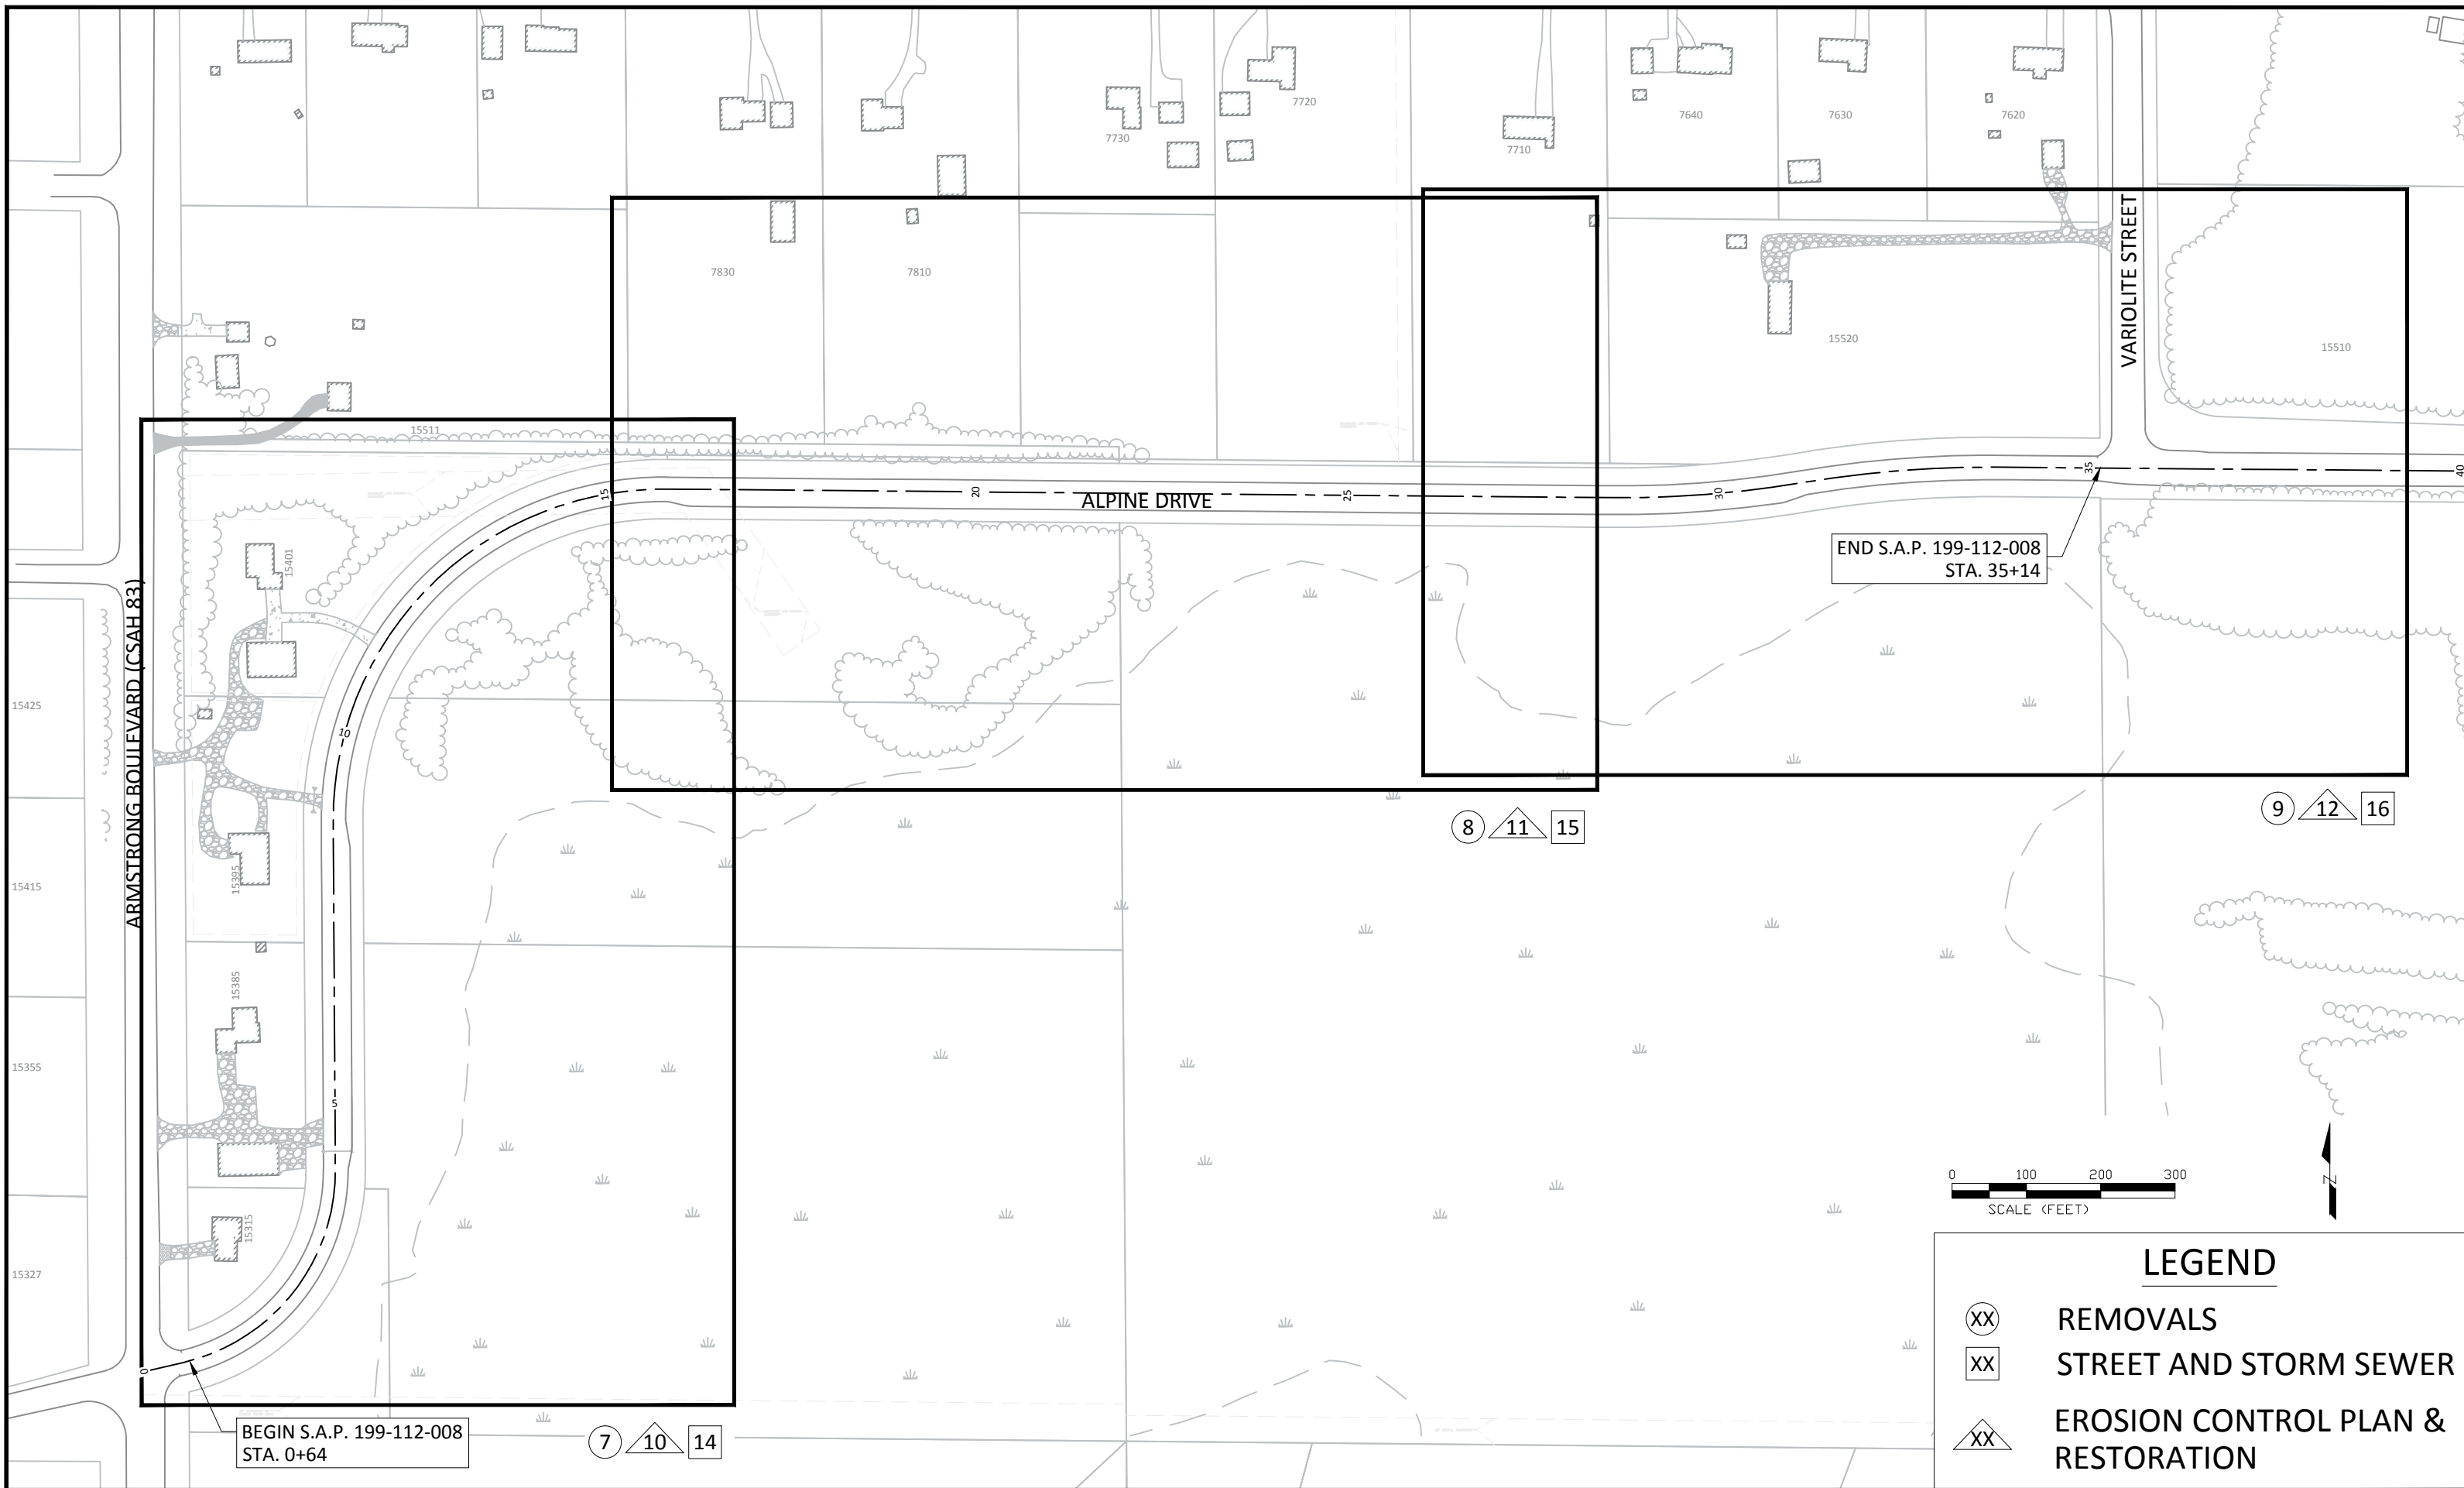 7720
7730
7710
7640
7630
7620
7830
7810
VARIOLITE STREET
15520
15510
15511
15
20
25
30
35
40
ALPINE DRIVE
END S.A.P. 199-112-008
STA. 35+14
15401
ARMSTRONG BOULEVARD (CSAH 83)
15425
10
8
11
15
9
12
16
15415
15395
15385
15355
5
15315
15327
0
BEGIN S.A.P. 199-112-008
STA. 0+64
7
10
14
0 100 200 300
SCALE (FEET)
N
LEGEND
XX REMOVALS
XX STREET AND STORM SEWER
XX EROSION CONTROL PLAN &
RESTORATION